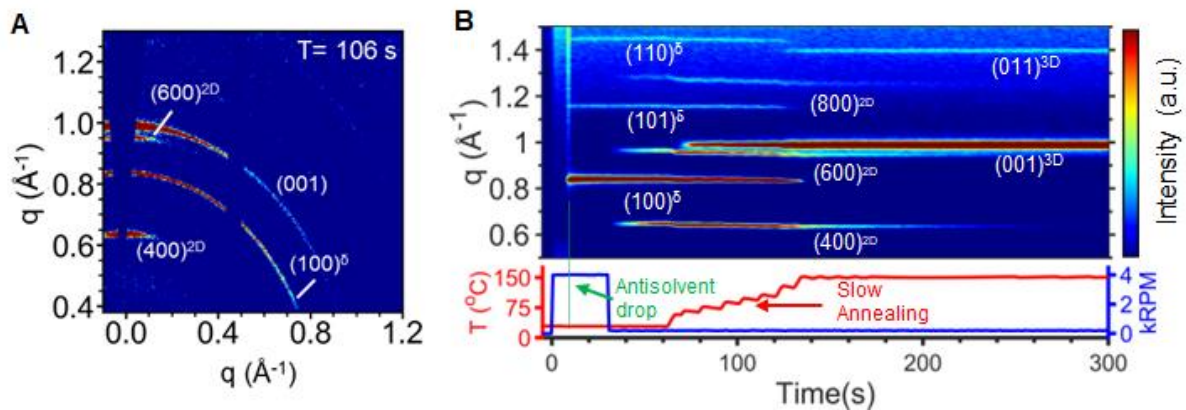 A
T= 106 s
(600)²ᴰ
(001)
(400)²ᴰ
(100)ᵟ
q (Å⁻¹)
1.2
1.0
0.8
0.6
0.4
0.0 0.4 0.8 1.2
q (Å⁻¹)
B
(110)ᵟ
(011)³ᴰ
(800)²ᴰ
(101)ᵟ
(001)³ᴰ
(600)²ᴰ
(100)ᵟ
(400)²ᴰ
q (Å⁻¹)
1.4
1.2
1
0.8
0.6
Intensity (a.u.)
T (°C)
150
75
0
Antisolvent
drop
Slow
Annealing
4
2
0
kRPM
0 100 200 300
Time(s)